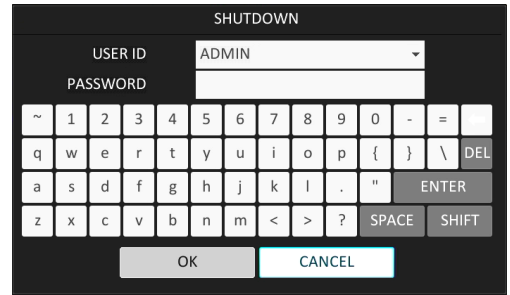 SHUTDOWN
USER ID ADMIN
PASSWORD
~ 1 2 3 4 5 6 7 8 9 0 - =
q w e r t y u i o p { } \ DEL
a s d f g h j k l . " ENTER
z x c v b n m < > ? SPACE SHIFT
OK CANCEL